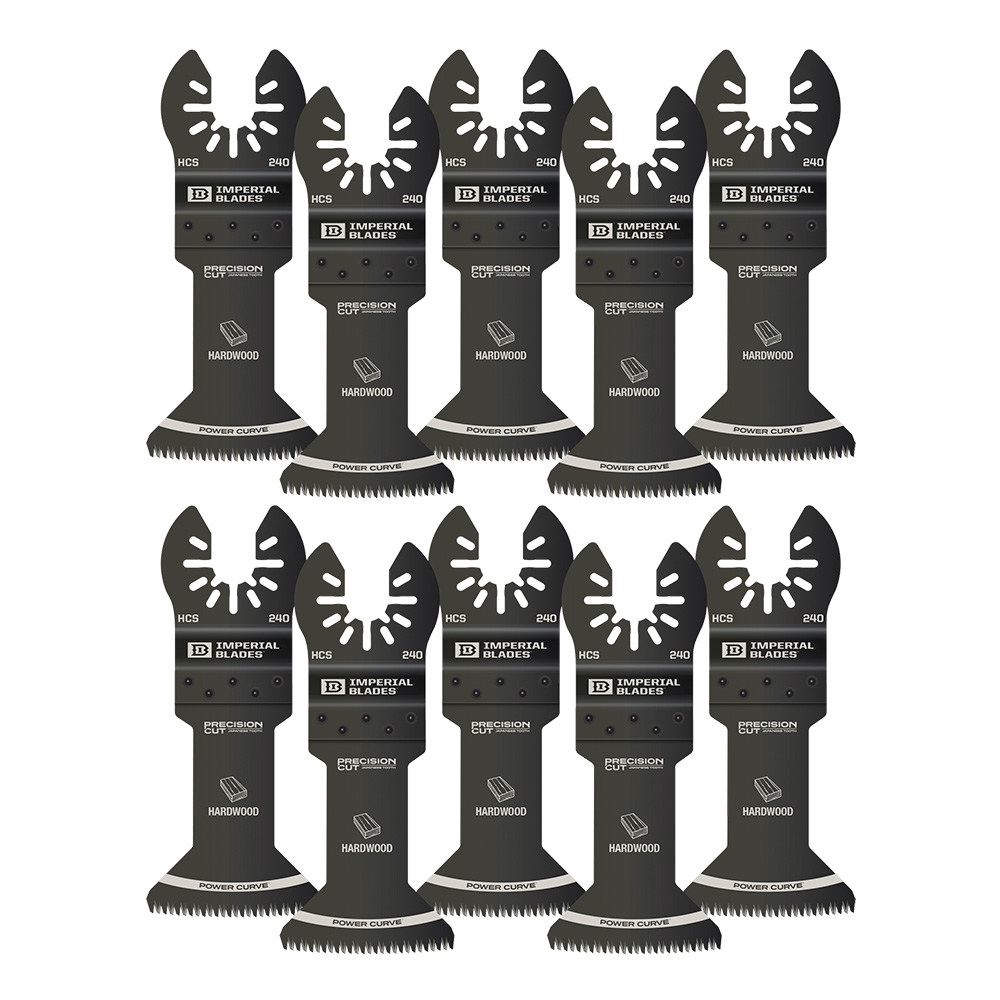 HCS 240
IMPERIAL
BLADES
PRECISION
CUT JAPANESE TOOTH
HARDWOOD
POWER CURVE
HCS 240
IMPERIAL
BLADES
PRECISION
CUT JAPANESE TOOTH
HARDWOOD
POWER CURVE
HCS 240
IMPERIAL
BLADES
PRECISION
CUT JAPANESE TOOTH
HARDWOOD
POWER CURVE
HCS 240
IMPERIAL
BLADES
PRECISION
CUT JAPANESE TOOTH
HARDWOOD
POWER CURVE
HCS 240
IMPERIAL
BLADES
PRECISION
CUT JAPANESE TOOTH
HARDWOOD
POWER CURVE
HCS 240
IMPERIAL
BLADES
PRECISION
CUT JAPANESE TOOTH
HARDWOOD
POWER CURVE
HCS 240
IMPERIAL
BLADES
PRECISION
CUT JAPANESE TOOTH
HARDWOOD
POWER CURVE
HCS 240
IMPERIAL
BLADES
PRECISION
CUT JAPANESE TOOTH
HARDWOOD
POWER CURVE
HCS 240
IMPERIAL
BLADES
PRECISION
CUT JAPANESE TOOTH
HARDWOOD
POWER CURVE
HCS 240
IMPERIAL
BLADES
PRECISION
CUT JAPANESE TOOTH
HARDWOOD
POWER CURVE